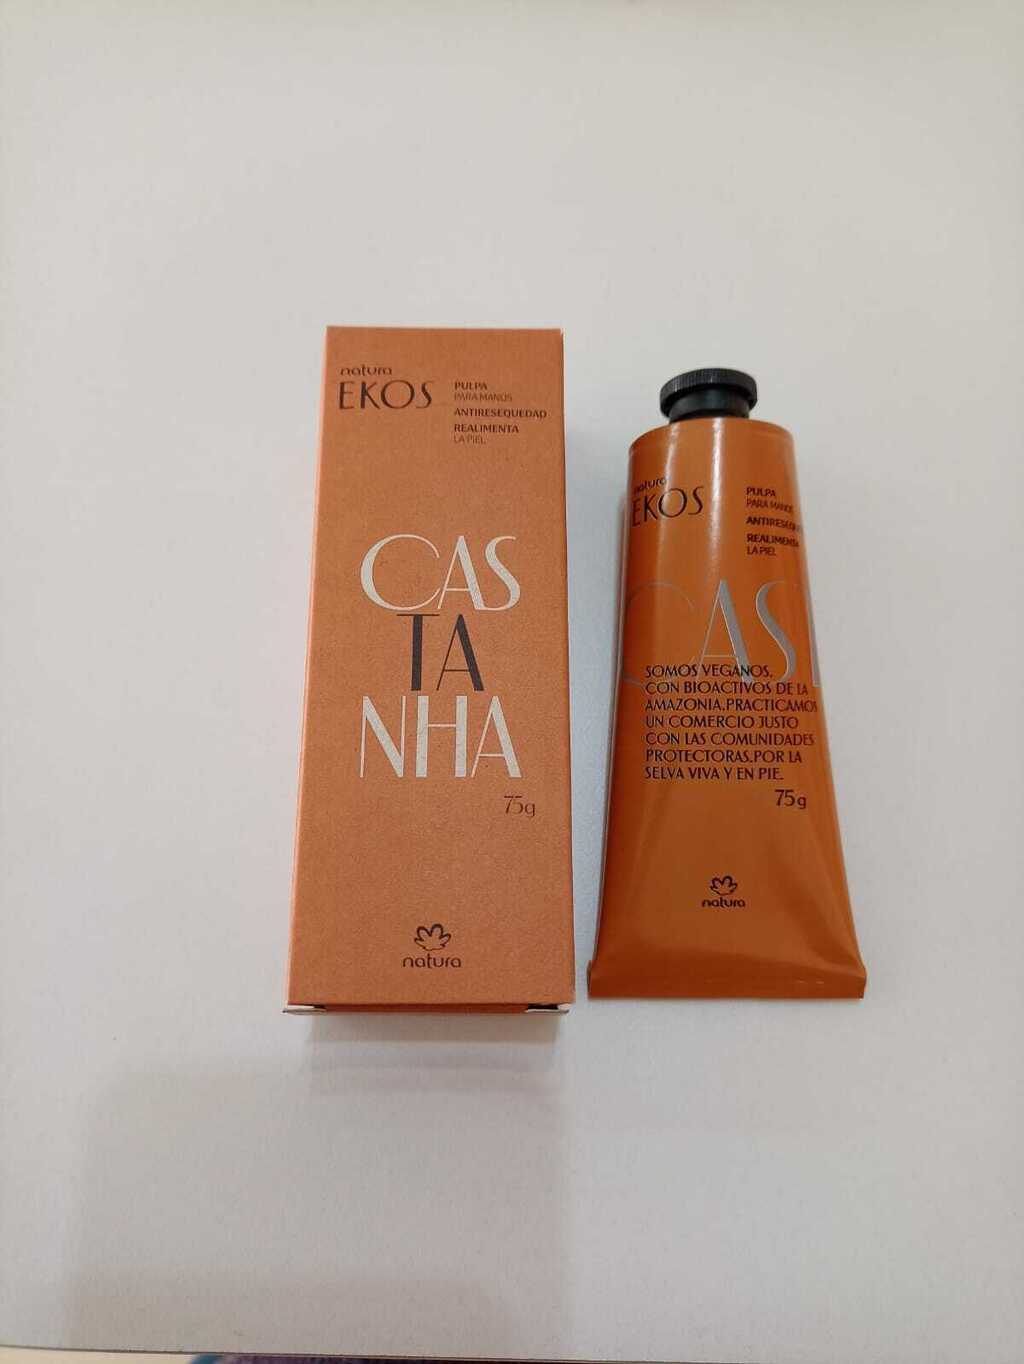 natura
EKOS
PULPA
PARA MANOS
ANTIRESEQUEDAD
REALIMENTA
LA PIEL
CAS
TA
NHA
75g
natura
natura
EKOS
PULPA
PARA MANOS
REALIMENTA
LA PIEL
CAS
SOMOS VEGANOS.
CON BIOACTIVOS DE LA
AMAZONIA.PRACTICAMOS
UN COMERCIO JUSTO
CON LAS COMUNIDADES
PROTECTORAS.POR LA
SELVA VIVA Y EN PIE.
75g
natura